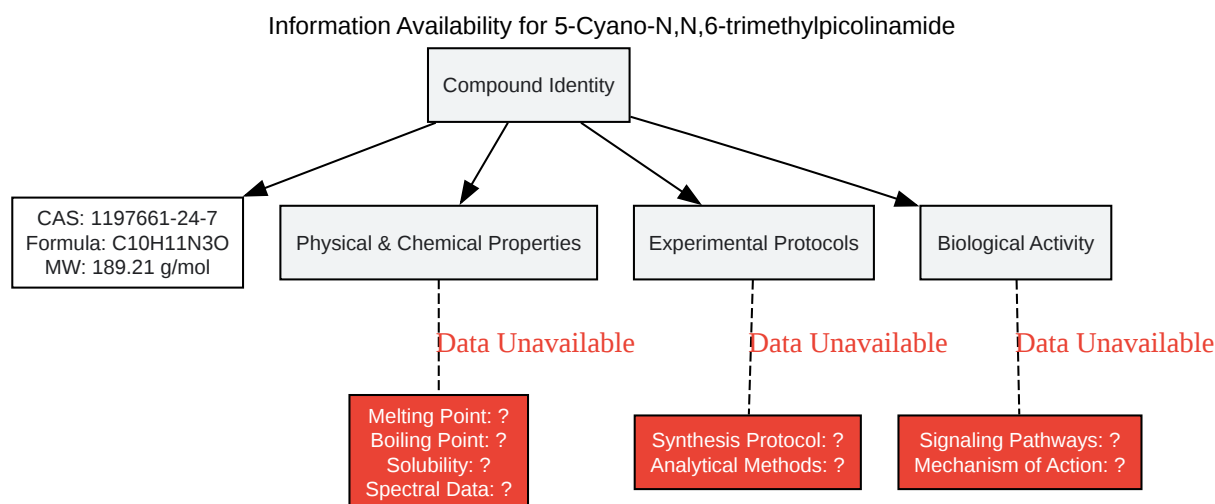 Information Availability for 5-Cyano-N,N,6-trimethylpicolinamide
Compound Identity
CAS: 1197661-24-7
Formula: C10H11N3O
MW: 189.21 g/mol
Physical & Chemical Properties
Experimental Protocols
Biological Activity
Data Unavailable
Data Unavailable
Data Unavailable
Melting Point: ?
Boiling Point: ?
Solubility: ?
Spectral Data: ?
Synthesis Protocol: ?
Analytical Methods: ?
Signaling Pathways: ?
Mechanism of Action: ?